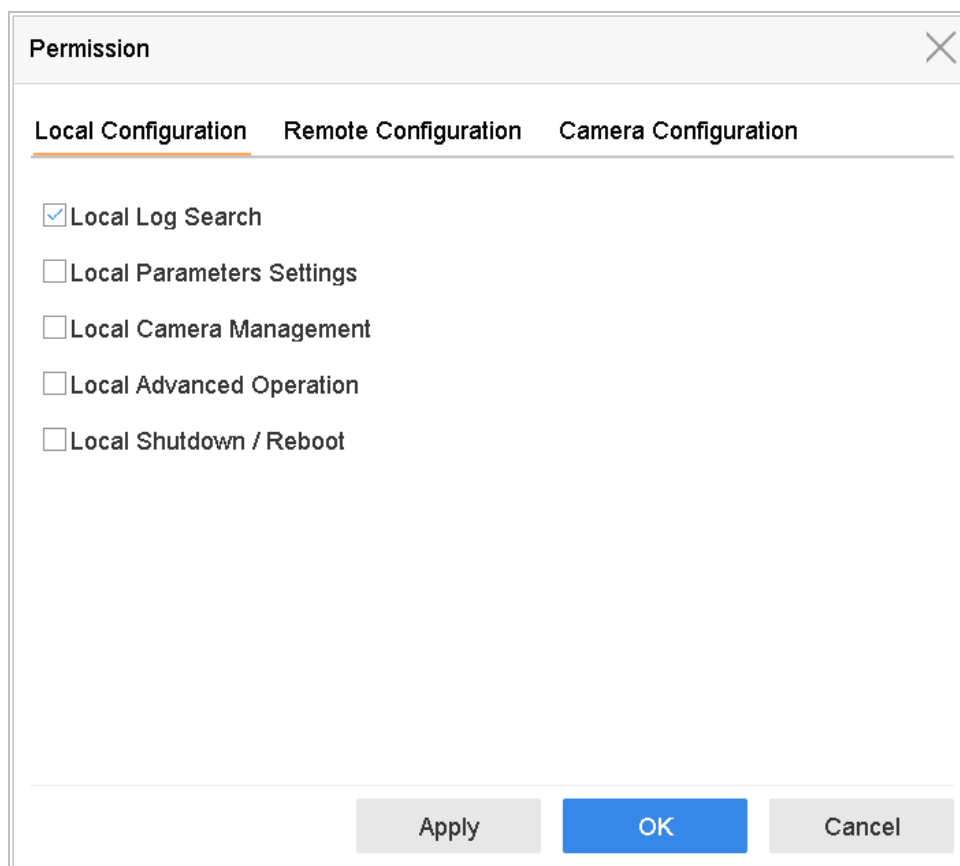 Permission
Local Configuration Remote Configuration Camera Configuration
Local Log Search
Local Parameters Settings
Local Camera Management
Local Advanced Operation
Local Shutdown / Reboot
Apply OK Cancel